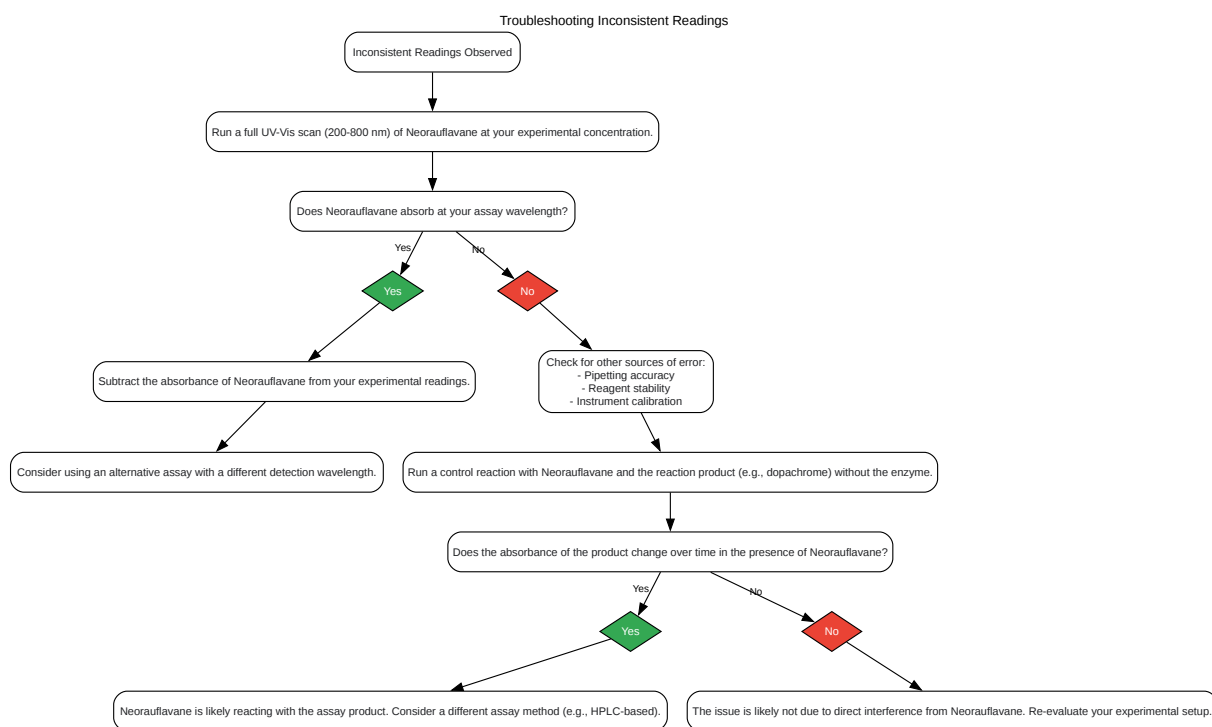 Troubleshooting Inconsistent Readings
Inconsistent Readings Observed
Run a full UV-Vis scan (200-800 nm) of Neorauflavane at your experimental concentration.
Does Neorauflavane absorb at your assay wavelength?
Yes
No
Yes
No
Subtract the absorbance of Neorauflavane from your experimental readings.
Check for other sources of error:
- Pipetting accuracy
- Reagent stability
- Instrument calibration
Consider using an alternative assay with a different detection wavelength.
Run a control reaction with Neorauflavane and the reaction product (e.g., dopachrome) without the enzyme.
Does the absorbance of the product change over time in the presence of Neorauflavane?
Yes
No
Yes
No
Neorauflavane is likely reacting with the assay product. Consider a different assay method (e.g., HPLC-based).
The issue is likely not due to direct interference from Neorauflavane. Re-evaluate your experimental setup.